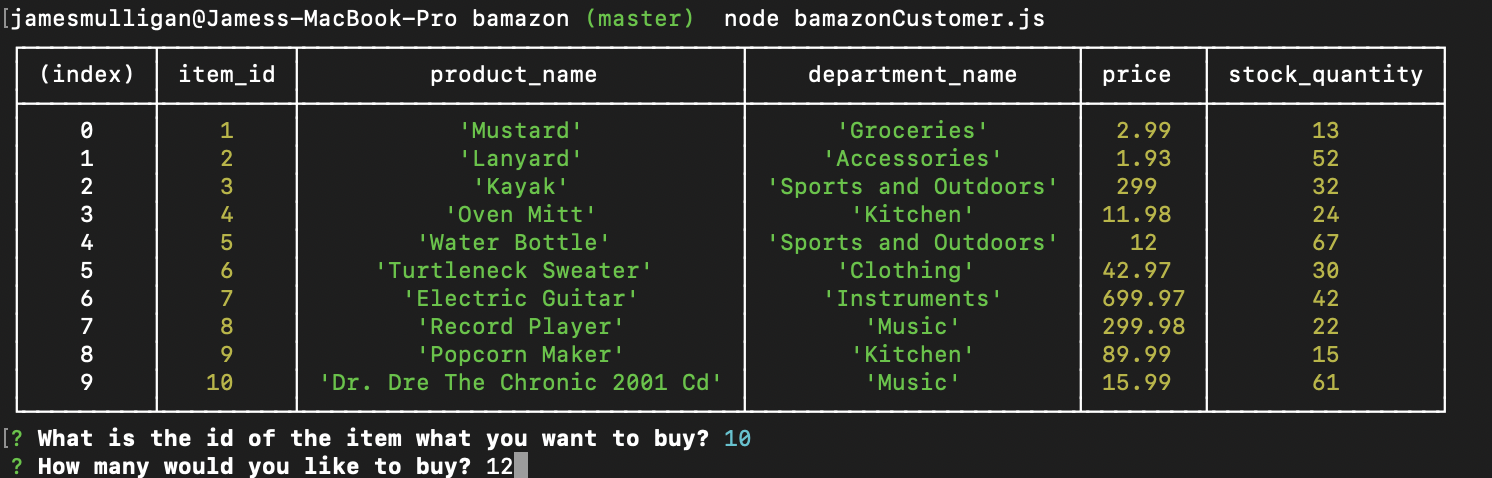 [jamesmulligan@Jamess-MacBook-Pro bamazon (master)  node bamazonCustomer.js
(index) item_id product_name department_name price stock_quantity
0 1 'Mustard' 'Groceries' 2.99 13
1 2 'Lanyard' 'Accessories' 1.93 52
2 3 'Kayak' 'Sports and Outdoors' 299 32
3 4 'Oven Mitt' 'Kitchen' 11.98 24
4 5 'Water Bottle' 'Sports and Outdoors' 12 67
5 6 'Turtleneck Sweater' 'Clothing' 42.97 30
6 7 'Electric Guitar' 'Instruments' 699.97 42
7 8 'Record Player' 'Music' 299.98 22
8 9 'Popcorn Maker' 'Kitchen' 89.99 15
9 10 'Dr. Dre The Chronic 2001 Cd' 'Music' 15.99 61
[? What is the id of the item what you want to buy? 10
? How many would you like to buy? 12